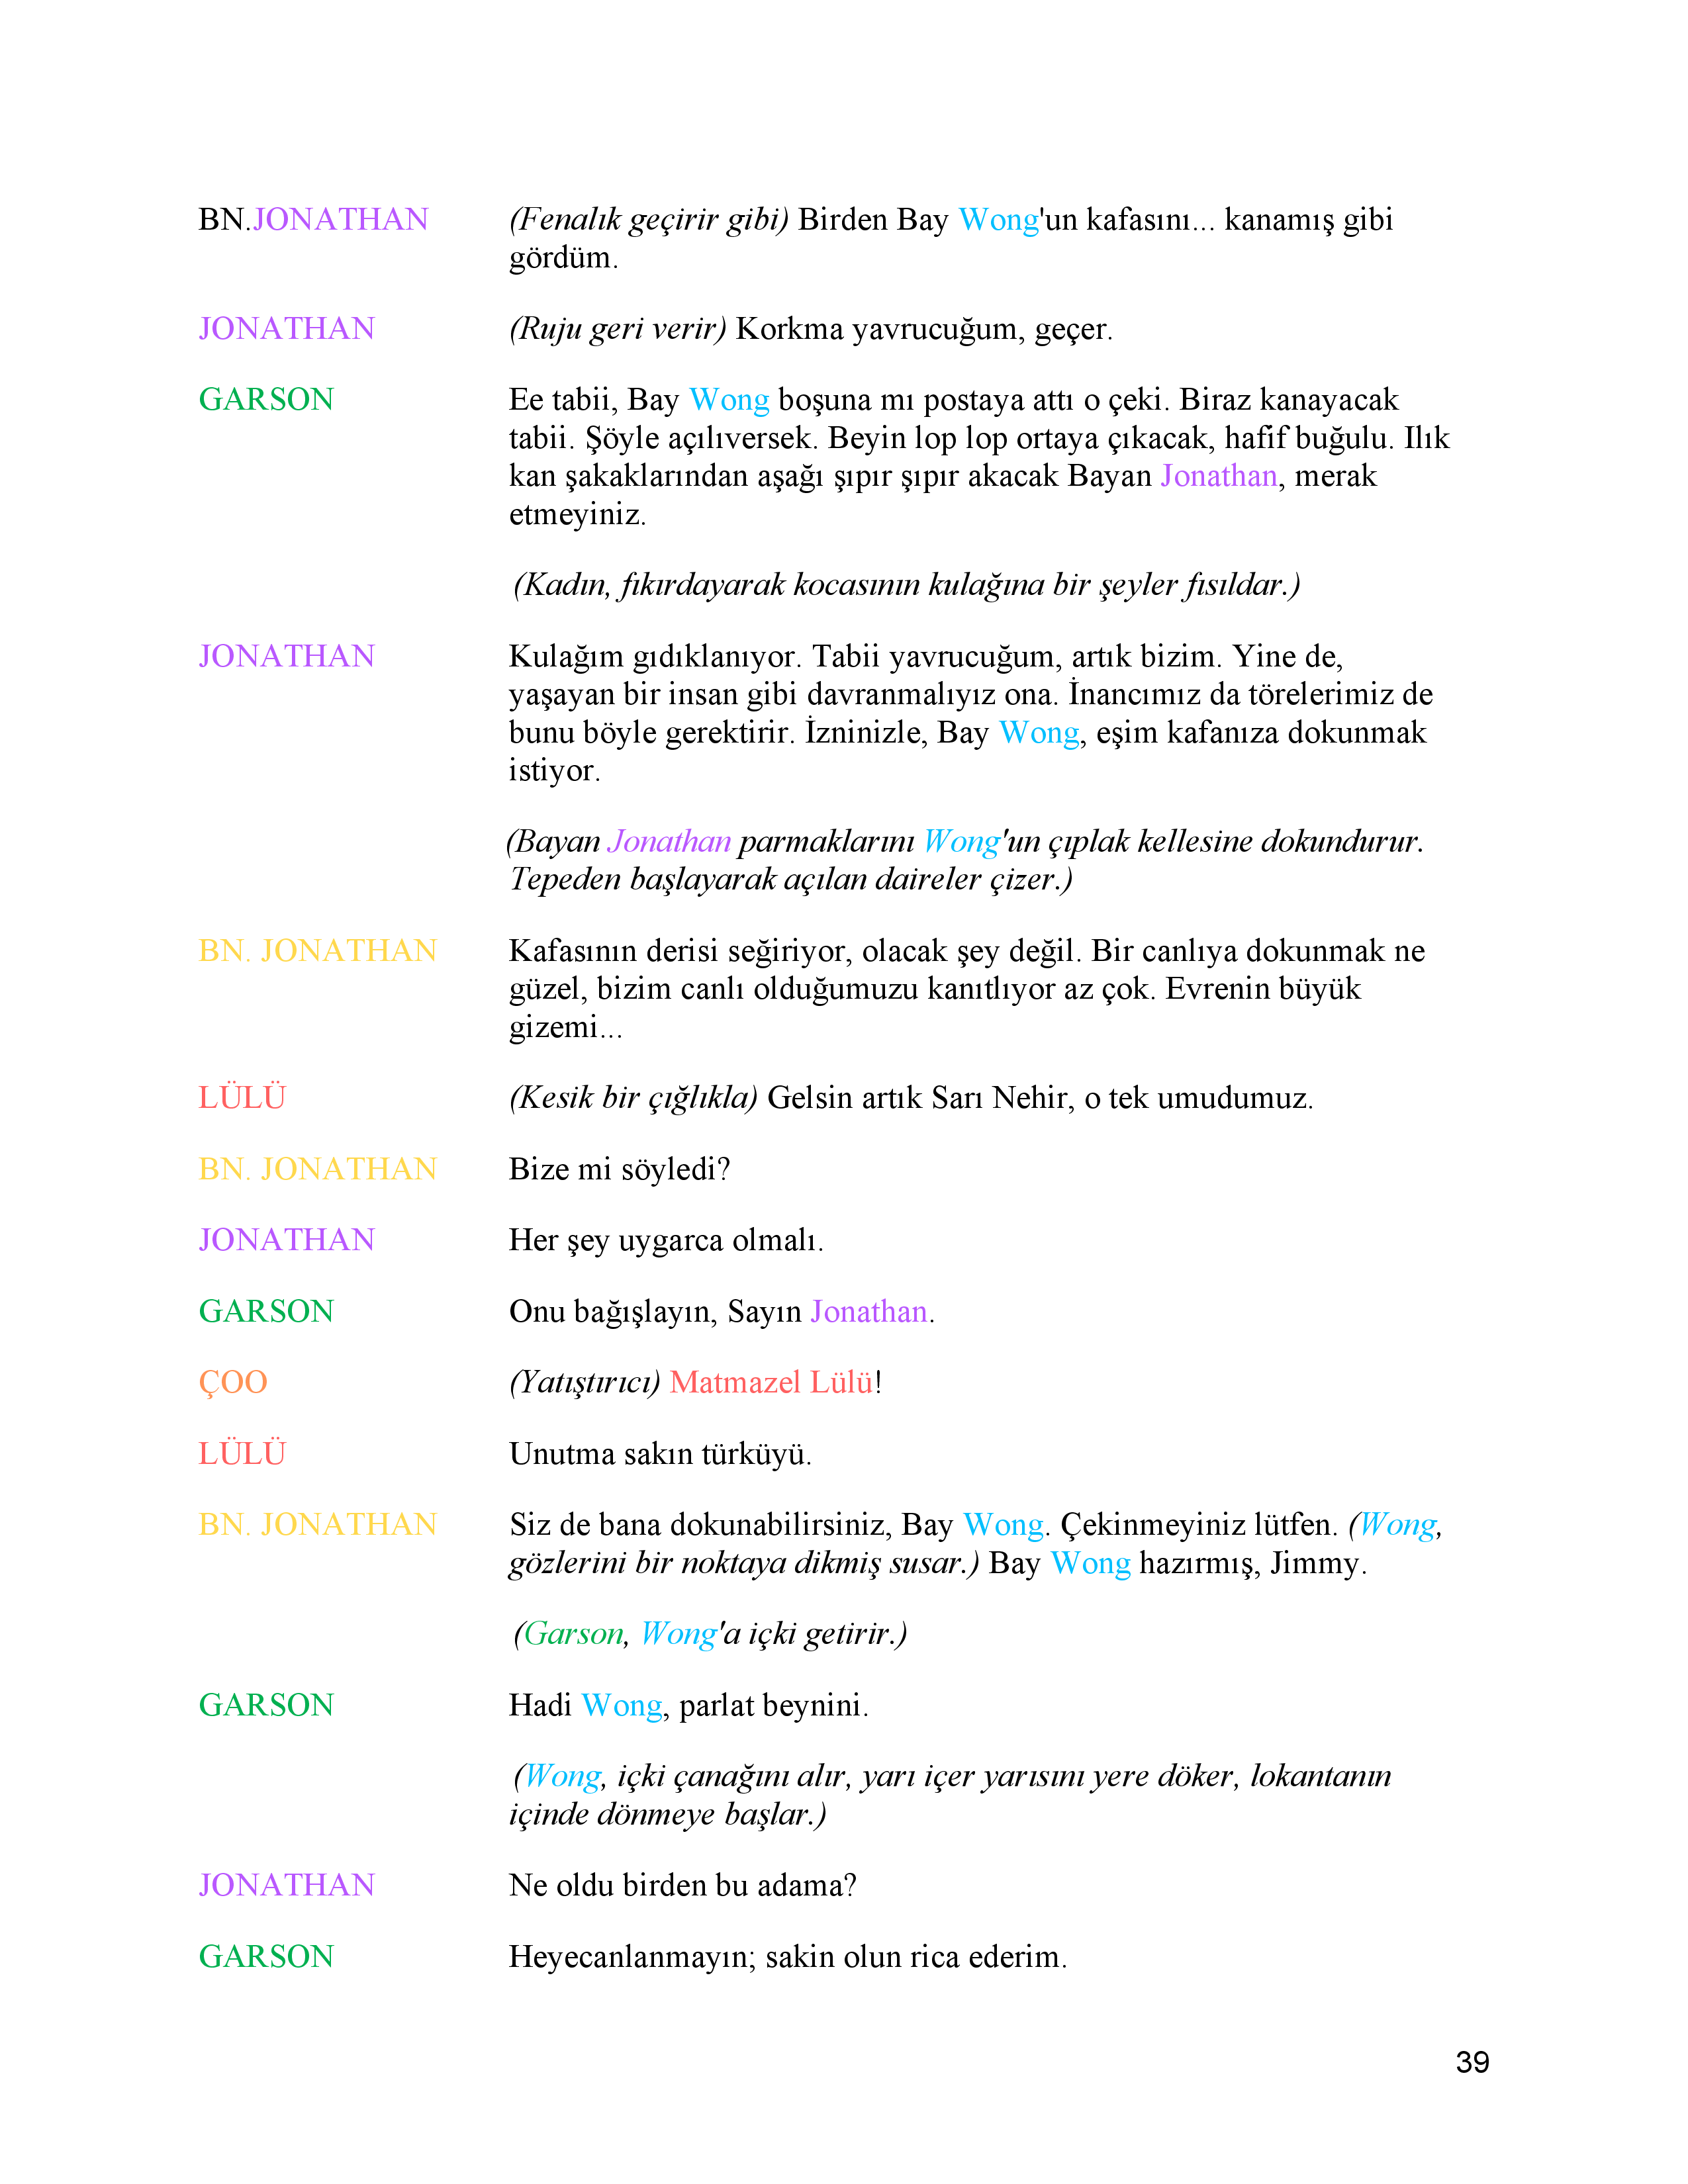 BN.JONATHAN (Fenalık geçirir gibi) Birden Bay Wong'un kafasını... kanamış gibi
gördüm.
JONATHAN (Ruju geri verir) Korkma yavrucuğum, geçer.
GARSON Ee tabii, Bay Wong boşuna mı postaya attı o çeki. Biraz kanayacak
tabii. Şöyle açılıversek. Beyin lop lop ortaya çıkacak, hafif buğulu. Ilık
kan şakaklarından aşağı şıpır şıpır akacak Bayan Jonathan, merak
etmeyiniz.
(Kadın, fıkırdayarak kocasının kulağına bir şeyler fısıldar.)
JONATHAN Kulağım gıdıklanıyor. Tabii yavrucuğum, artık bizim. Yine de,
yaşayan bir insan gibi davranmalıyız ona. İnancımız da törelerimiz de
bunu böyle gerektirir. İzninizle, Bay Wong, eşim kafanıza dokunmak
istiyor.
(Bayan Jonathan parmaklarını Wong'un çıplak kellesine dokundurur.
Tepeden başlayarak açılan daireler çizer.)
BN. JONATHAN Kafasının derisi seğiriyor, olacak şey değil. Bir canlıya dokunmak ne
güzel, bizim canlı olduğumuzu kanıtlıyor az çok. Evrenin büyük
gizemi...
LÜLÜ (Kesik bir çığlıkla) Gelsin artık Sarı Nehir, o tek umudumuz.
BN. JONATHAN Bize mi söyledi?
JONATHAN Her şey uygarca olmalı.
GARSON Onu bağışlayın, Sayın Jonathan.
ÇOO (Yatıştırıcı) Matmazel Lülü!
LÜLÜ Unutma sakın türküyü.
BN. JONATHAN Siz de bana dokunabilirsiniz, Bay Wong. Çekinmeyiniz lütfen. (Wong,
gözlerini bir noktaya dikmiş susar.) Bay Wong hazırmış, Jimmy.
(Garson, Wong'a içki getirir.)
GARSON Hadi Wong, parlat beynini.
(Wong, içki çanağını alır, yarı içer yarısını yere döker, lokantanın
içinde dönmeye başlar.)
JONATHAN Ne oldu birden bu adama?
GARSON Heyecanlanmayın; sakin olun rica ederim.
39